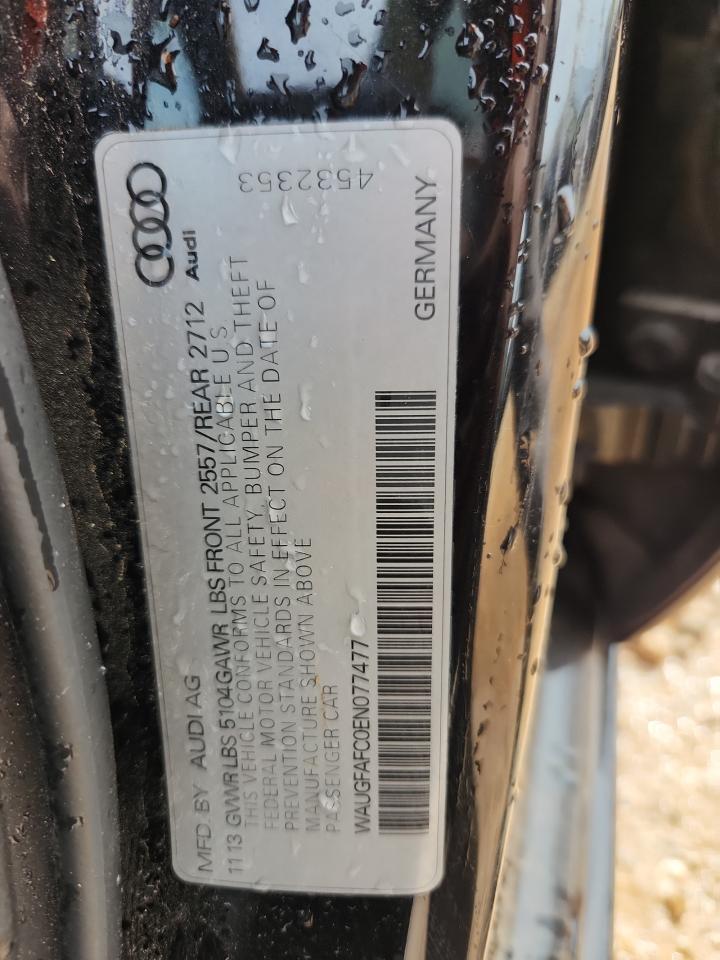 MFD BY AUDI AG
11 13 GVWR LBS 5104GAWR LBS FRONT 2557/REAR 2712
THIS VEHICLE CONFORMS TO ALL APPLICABLE U S
FEDERAL MOTOR VEHICLE SAFETY, BUMPER AND THEFT
PREVENTION STANDARDS IN EFFECT ON THE DATE OF
MANUFACTURE SHOWN ABOVE
PASSENGER CAR
WAUGFAFC0EN077477
Audi
4532353
GERMANY